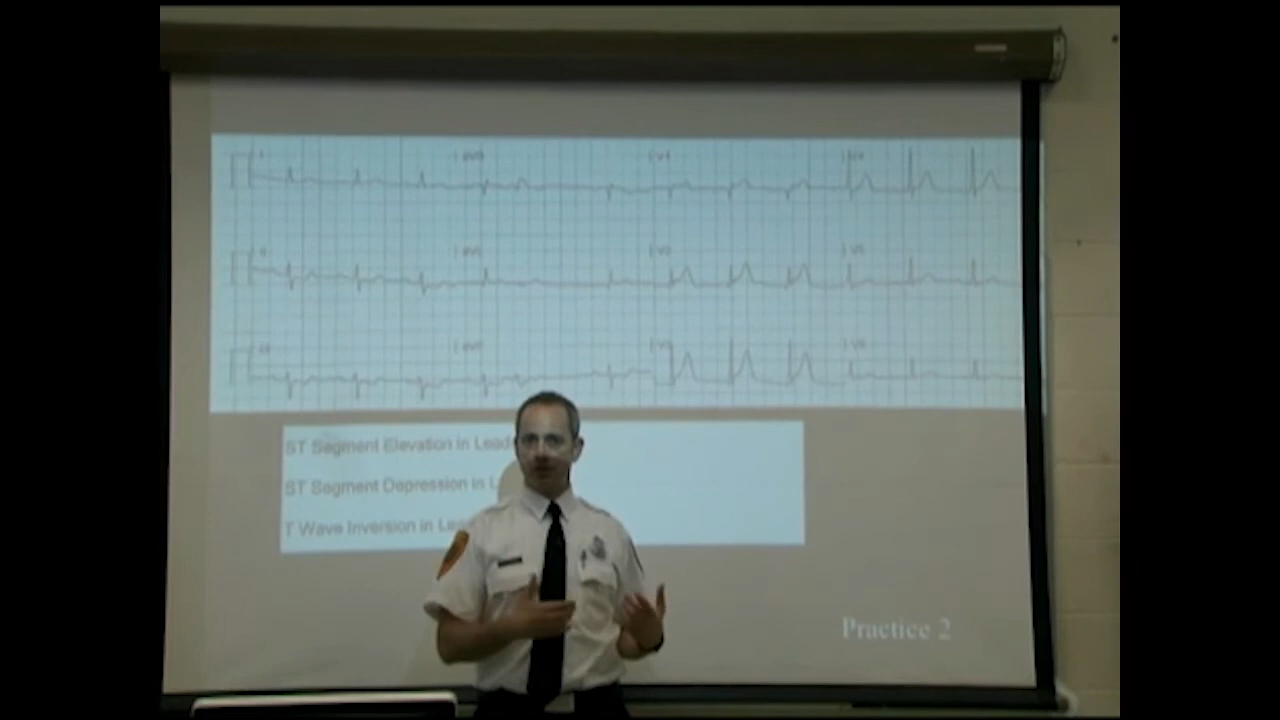 I aVR V1 V4
II aVL V2 V5
III aVF V3 V6
ST Segment Elevation in Lead
ST Segment Depression in L
T Wave Inversion in Lea
Practice 2